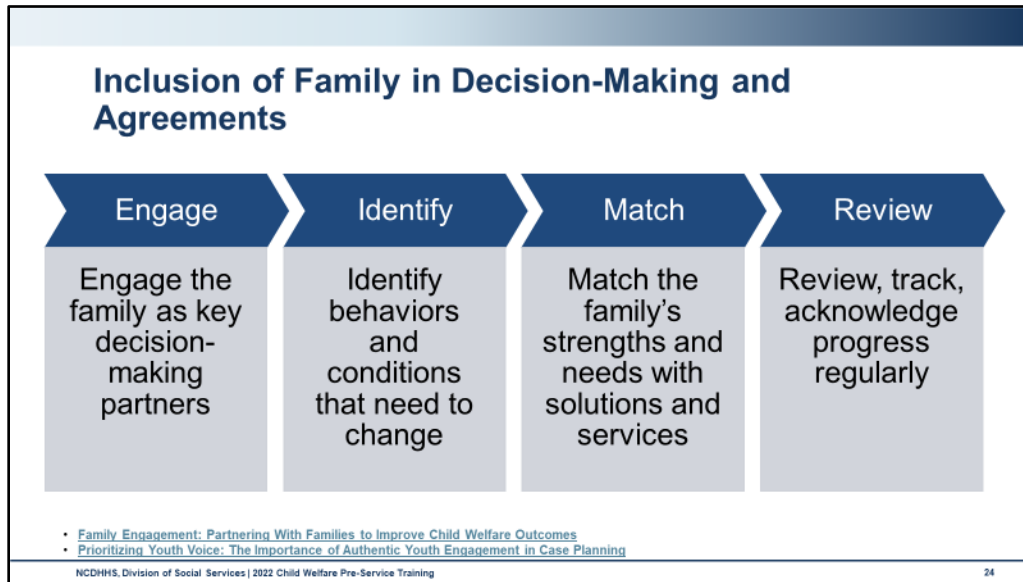 Inclusion of Family in Decision-Making and
Agreements
Engage
Engage the
family as key
decision-
making
partners
Identify
Identify
behaviors
and
conditions
that need to
change
Match
Match the
family's
strengths and
needs with
solutions and
services
Review
Review, track,
acknowledge
progress
regularly
• Family Engagement: Partnering With Families to Improve Child Welfare Outcomes
• Prioritizing Youth Voice: The Importance of Authentic Youth Engagement in Case Planning
NCDHHS, Division of Social Services | 2022 Child Welfare Pre-Service Training
24